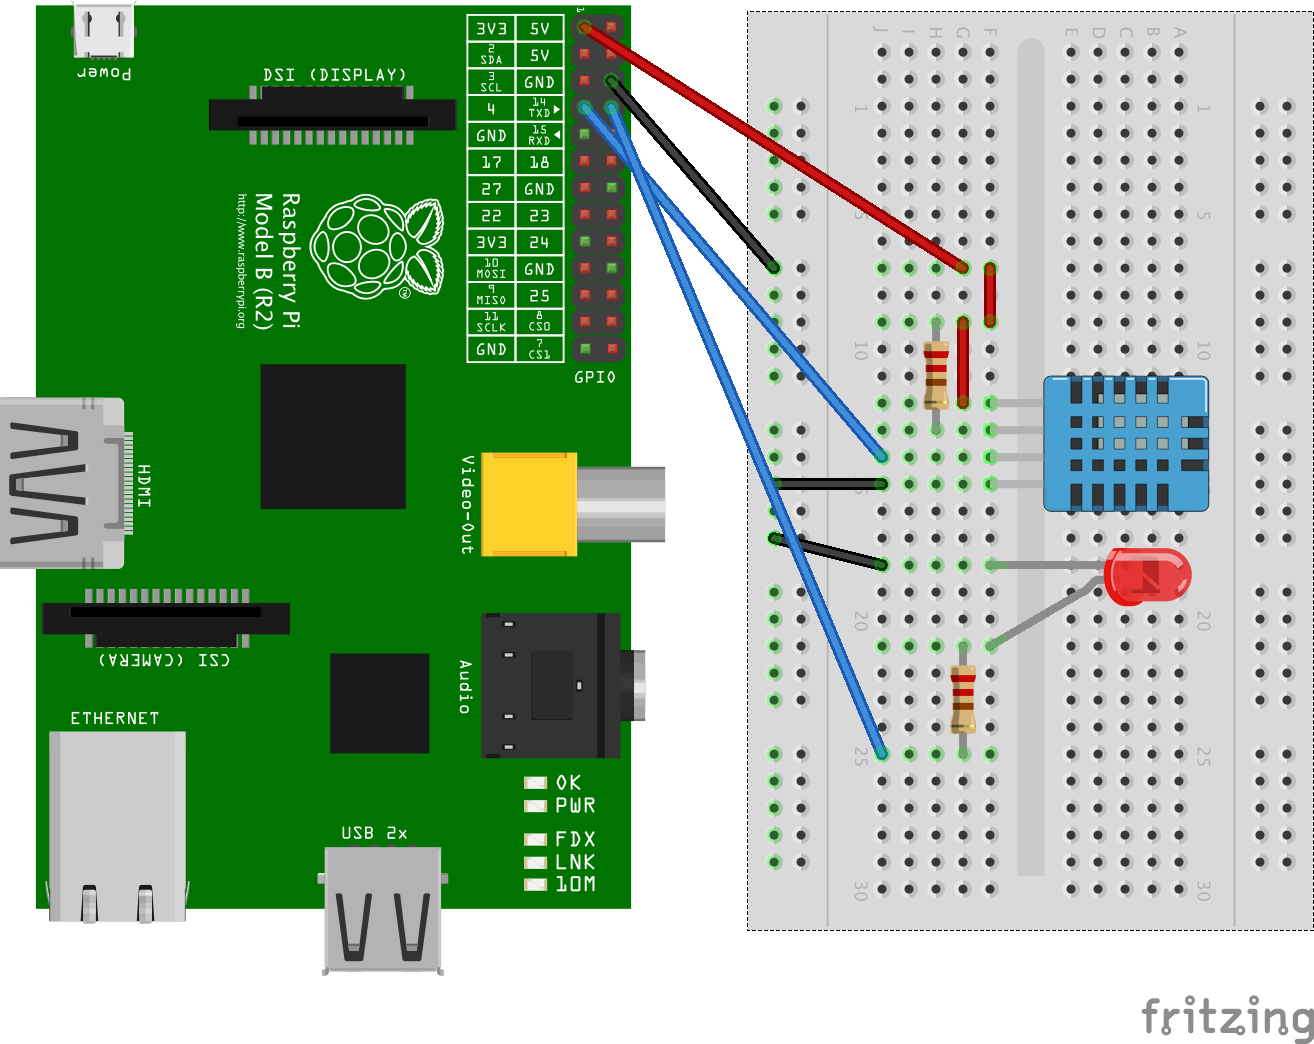 1
3V3 5V
2 SDA 5V
3 SCL GND
4 14 TXD
GND 15 RXD
17 18
27 GND
22 23
3V3 24
10 MOSI GND
9 MISO 25
11 SCLK 8 CS0
GND 7 CS1
GPIO
Power
DSI (DISPLAY)
Raspberry Pi
Model B (R2)
http://www.raspberrypi.org
TM
HDMI
Video-Out
CSI (CAMERA)
Audio
ETHERNET
USB 2x
OK
PWR
FDX
LNK
10M
J I H G F E D C B A
1 1
5 5
10 10
15
20 20
25 25
30 30
fritzing